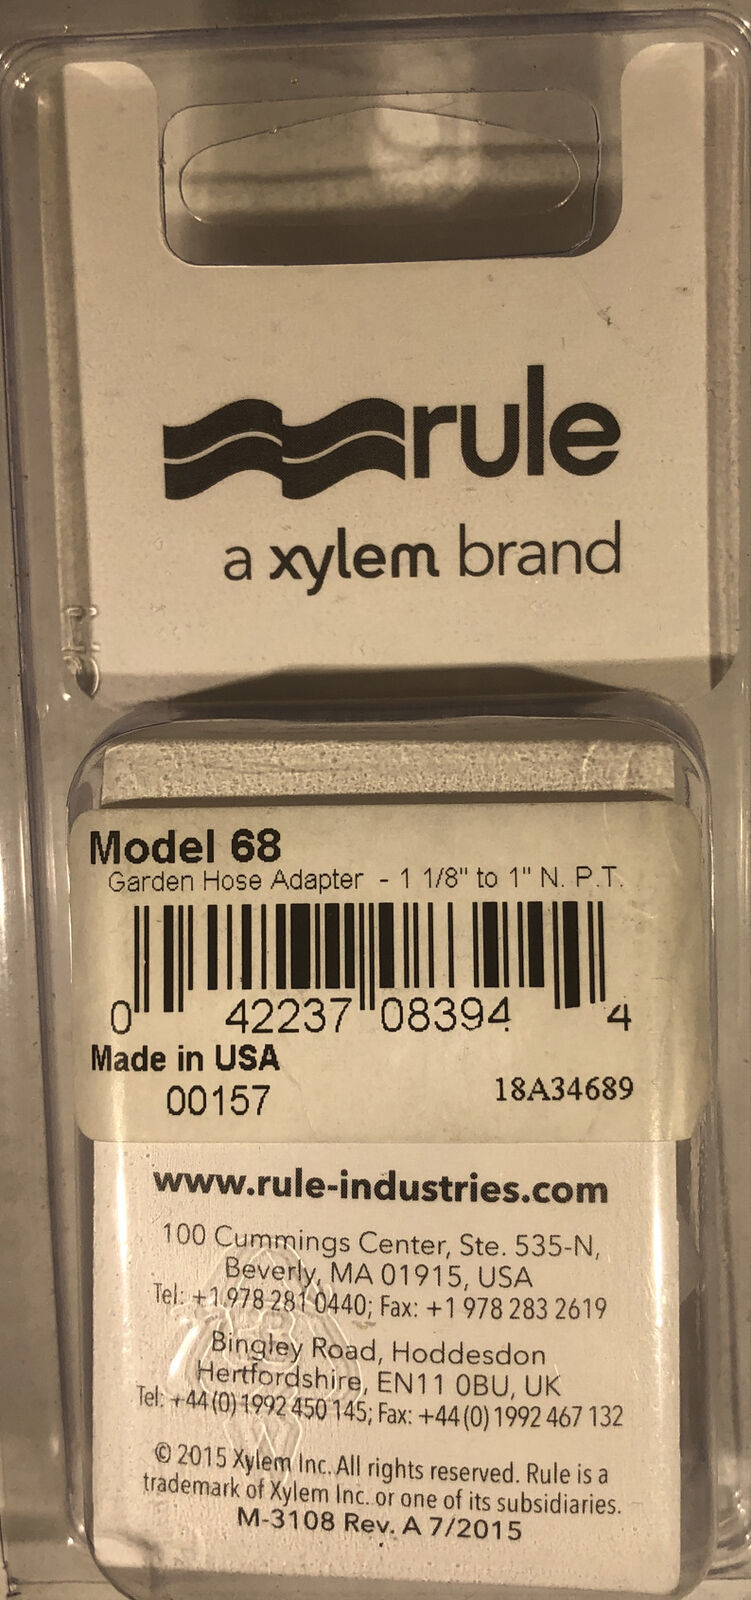 rule
a xylem brand
Model 68
Garden Hose Adapter - 1 1/8" to 1" N. P.T.
0 42237 08394 4
Made in USA
00157
18A34689
www.rule-industries.com
100 Cummings Center, Ste. 535-N,
Beverly, MA 01915, USA
Tel: +1 978 281 0440; Fax: +1 978 283 2619
Bingley Road, Hoddesdon
Hertfordshire, EN11 0BU, UK
Tel: +44(0)1992 450 145; Fax: +44(0)1992 467 132
© 2015 Xylem Inc. All rights reserved. Rule is a
trademark of Xylem Inc. or one of its subsidiaries.
M-3108 Rev. A 7/2015